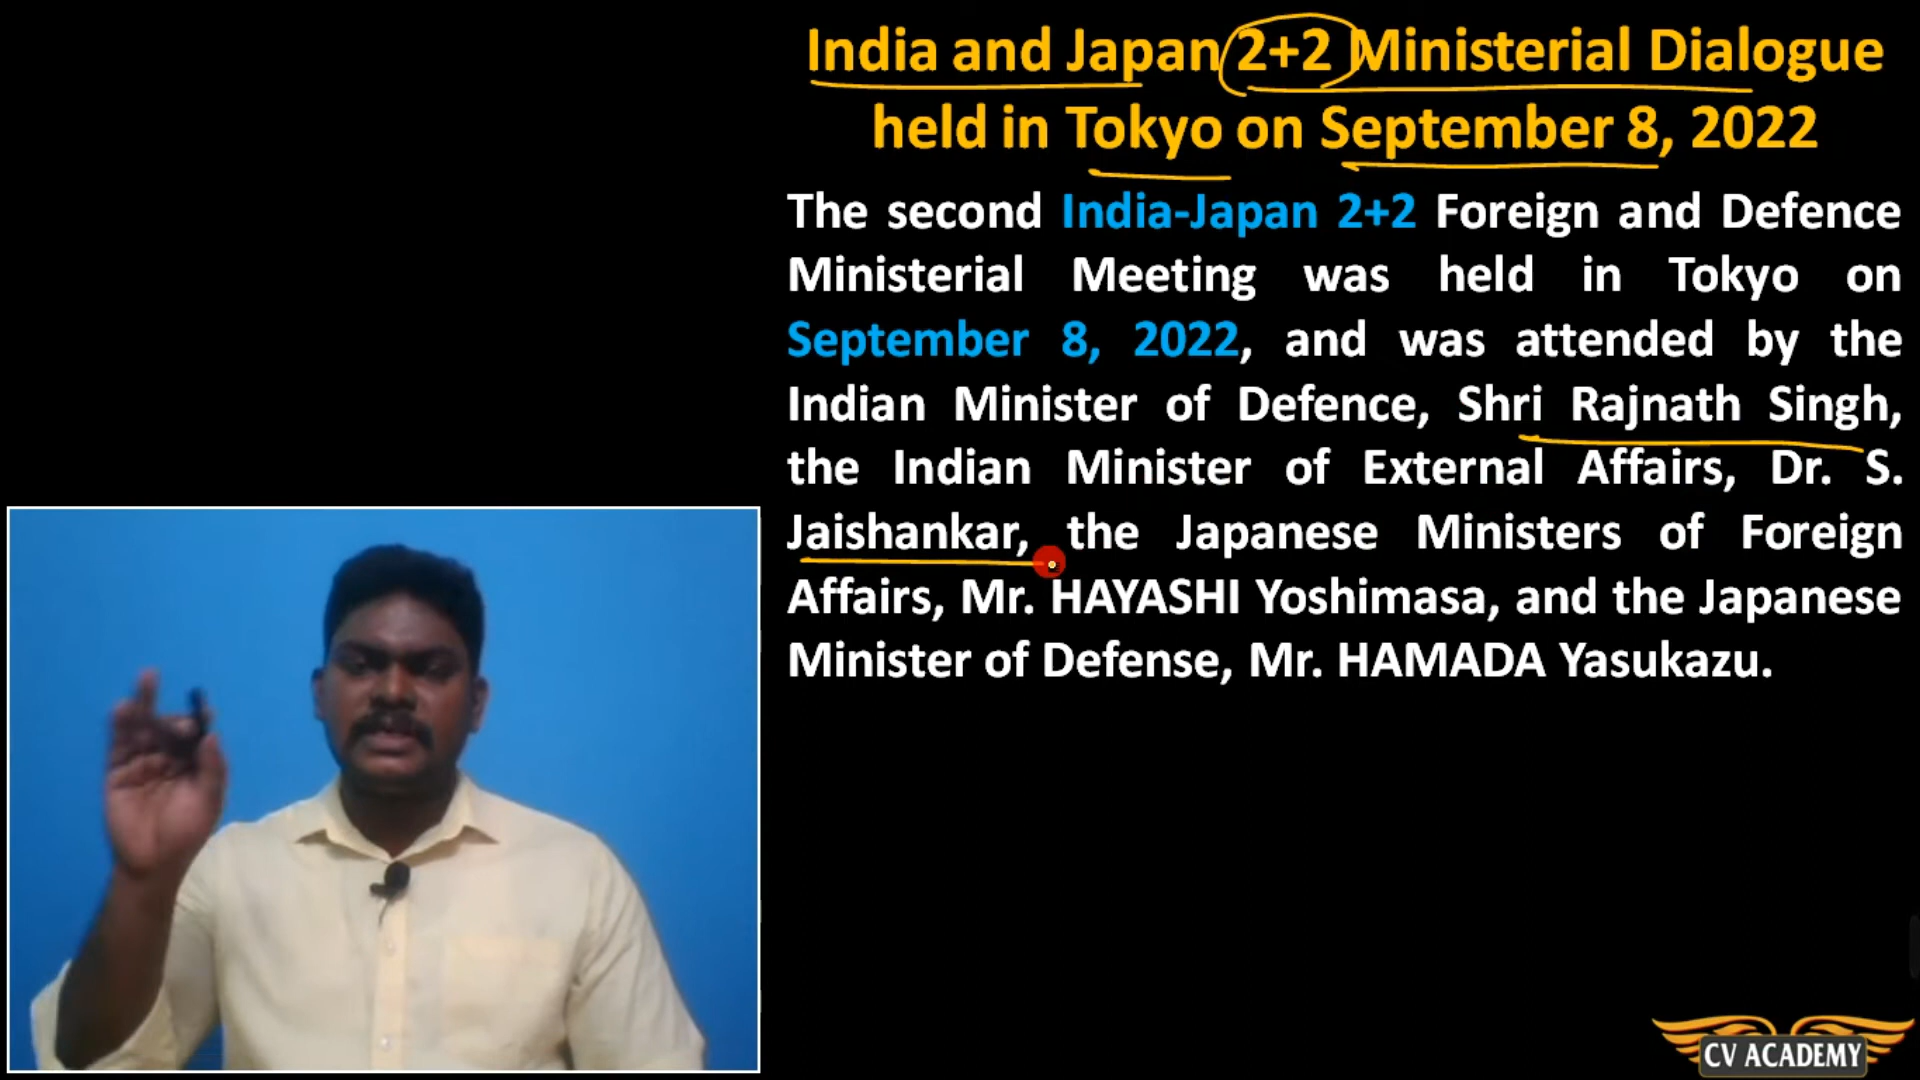 India and Japan 2+2 Ministerial Dialogue
held in Tokyo on September 8, 2022
The second India-Japan 2+2 Foreign and Defence
Ministerial Meeting was held in Tokyo on
September 8, 2022, and was attended by the
Indian Minister of Defence, Shri Rajnath Singh,
the Indian Minister of External Affairs, Dr. S.
Jaishankar, the Japanese Ministers of Foreign
Affairs, Mr. HAYASHI Yoshimasa, and the Japanese
Minister of Defense, Mr. HAMADA Yasukazu.
CV ACADEMY